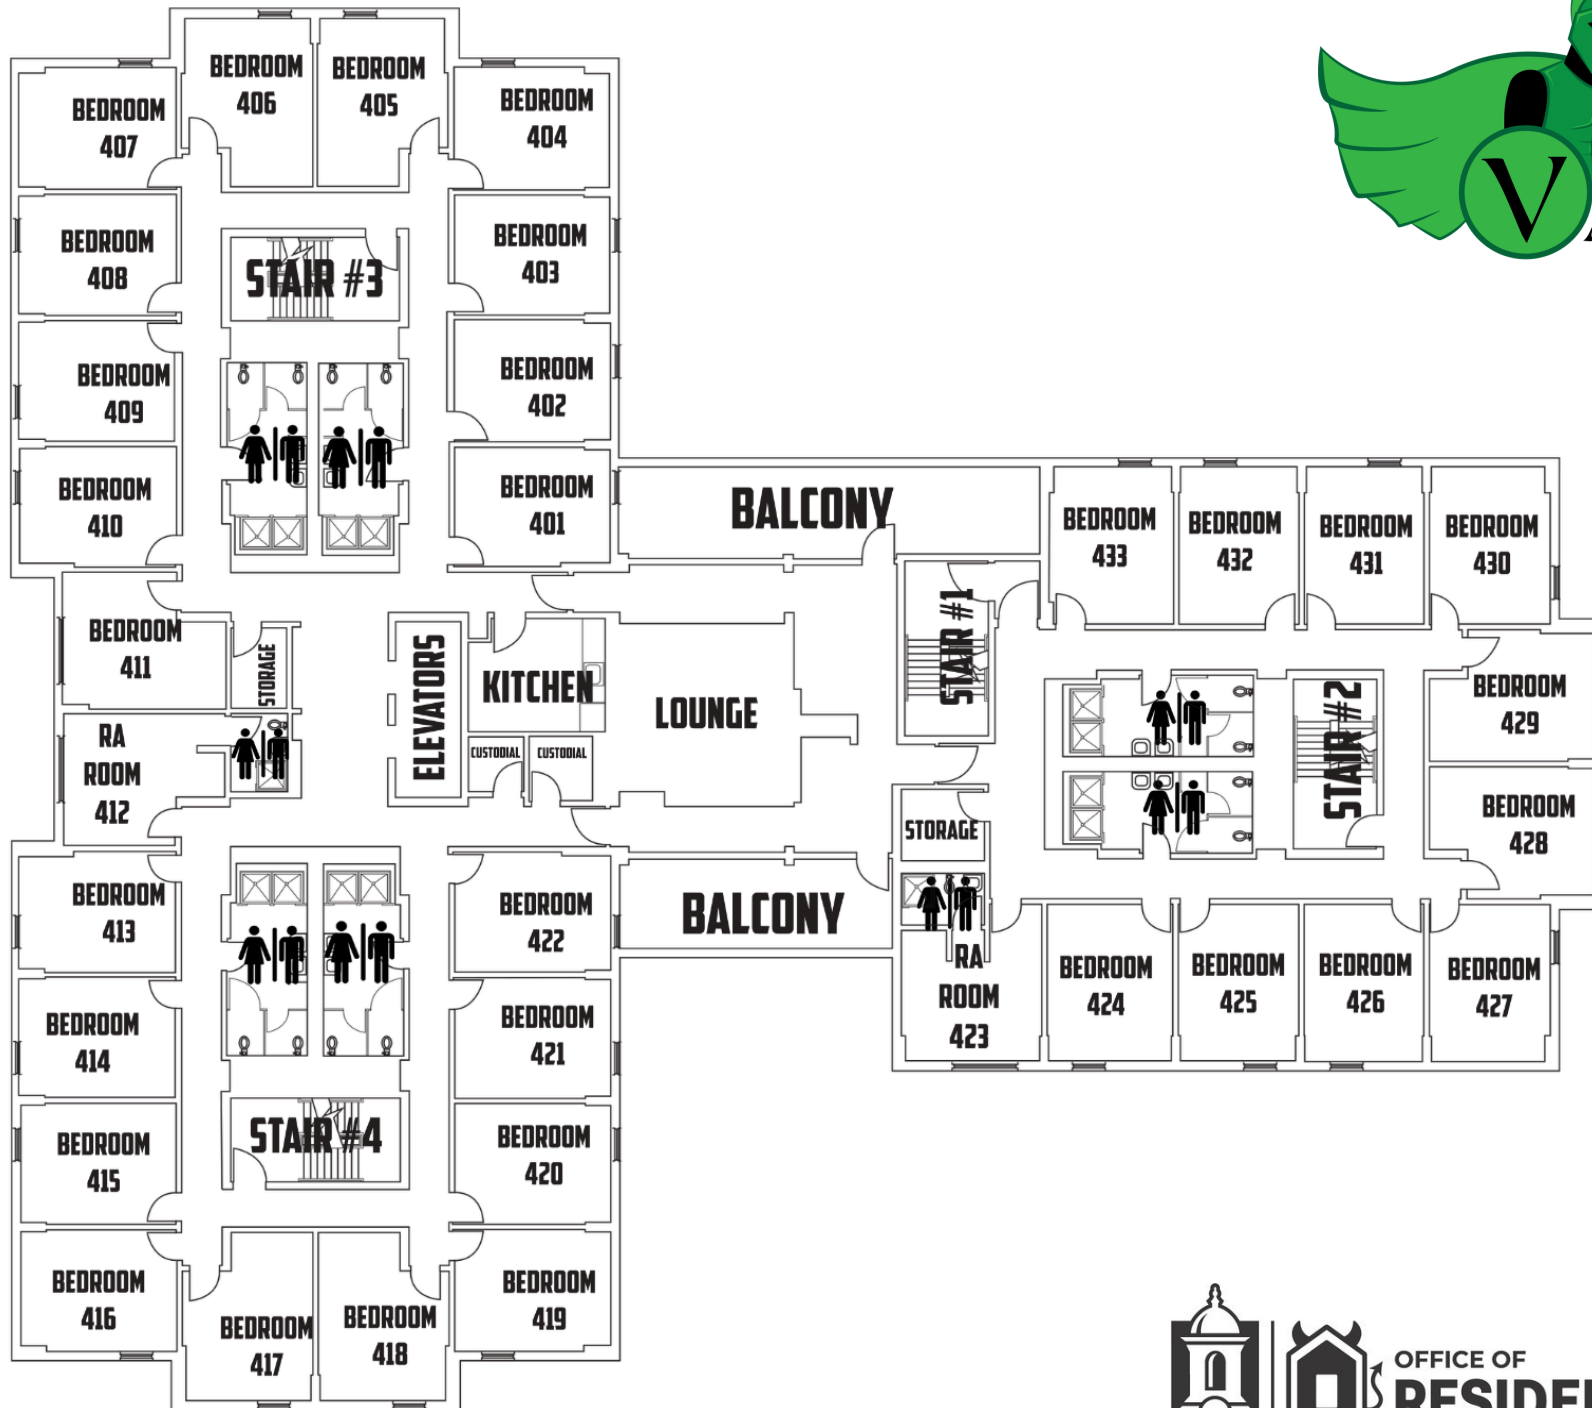 BEDROOM
406
BEDROOM
405
BEDROOM
407
BEDROOM
404
BEDROOM
408
STAIR #3
BEDROOM
403
BEDROOM
409
BEDROOM
402
BEDROOM
410
BEDROOM
401
BALCONY
BEDROOM
433
BEDROOM
432
BEDROOM
431
BEDROOM
430
BEDROOM
411
STORAGE
ELEVATORS
KITCHEN
LOUNGE
STAIR #1
STAIR #2
BEDROOM
429
RA
ROOM
412
CUSTODIAL
CUSTODIAL
STORAGE
BEDROOM
428
BEDROOM
413
BEDROOM
422
BALCONY
RA
ROOM
423
BEDROOM
424
BEDROOM
425
BEDROOM
426
BEDROOM
427
BEDROOM
414
BEDROOM
421
BEDROOM
415
STAIR #4
BEDROOM
420
BEDROOM
416
BEDROOM
417
BEDROOM
418
BEDROOM
419
V
OFFICE OF